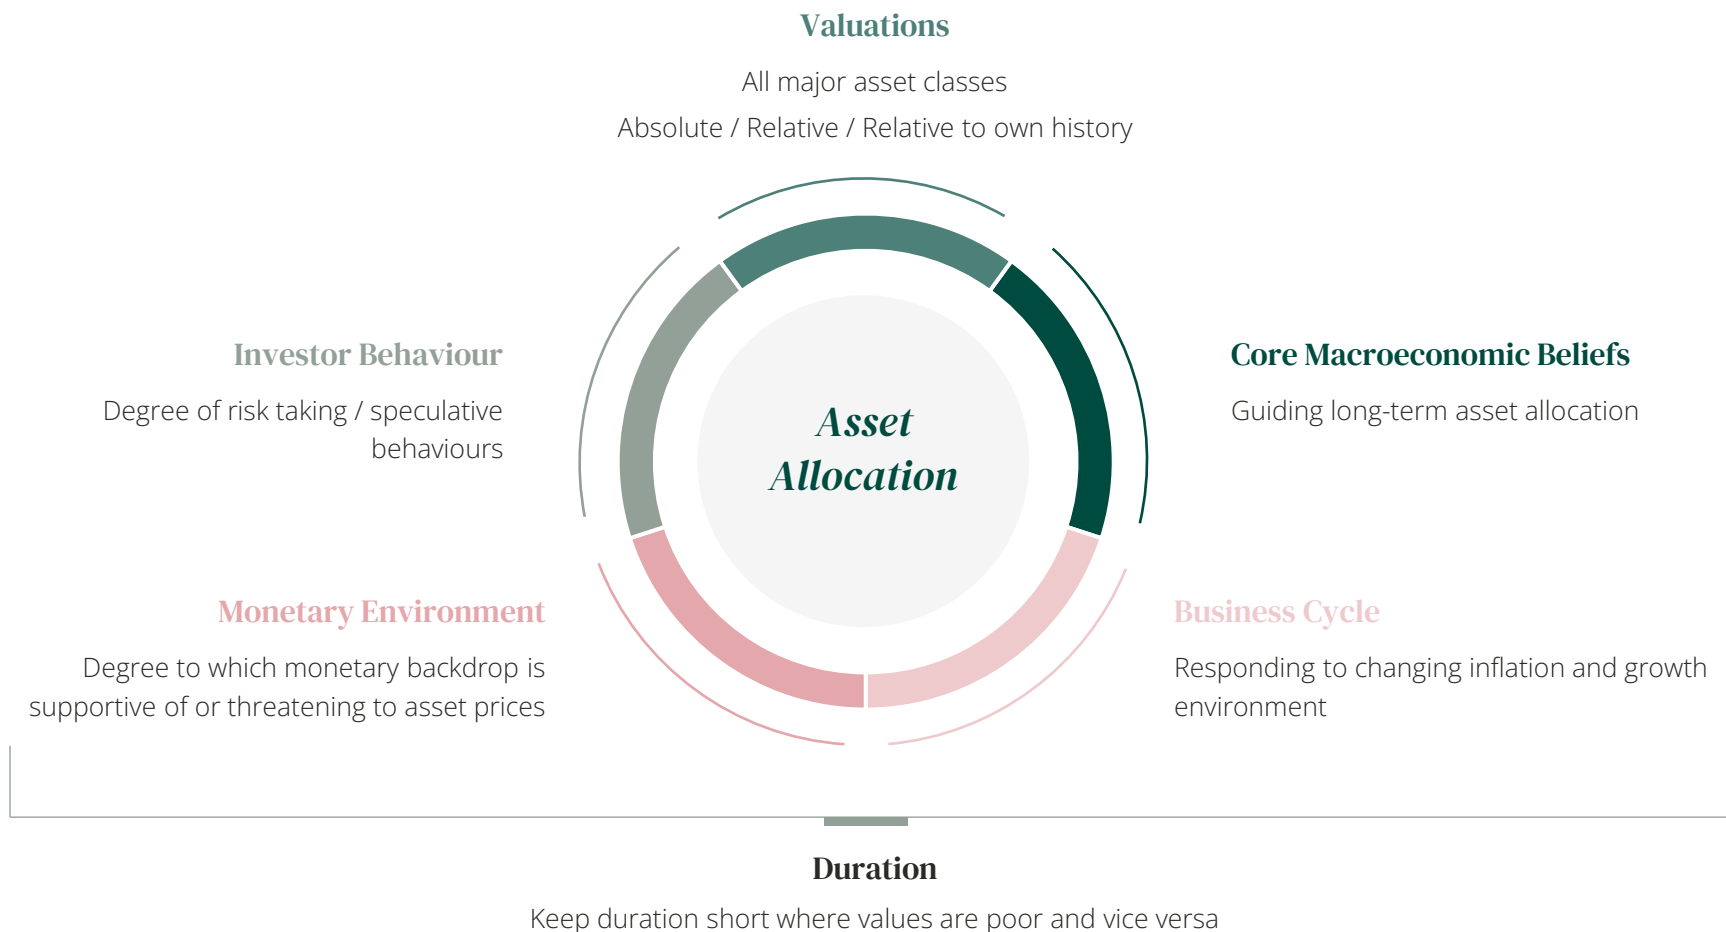 Valuations
All major asset classes
Absolute / Relative / Relative to own history
Investor Behaviour
Degree of risk taking / speculative
behaviours
Asset
Allocation
Core Macroeconomic Beliefs
Guiding long-term asset allocation
Monetary Environment
Degree to which monetary backdrop is
supportive of or threatening to asset prices
Business Cycle
Responding to changing inflation and growth
environment
Duration
Keep duration short where values are poor and vice versa